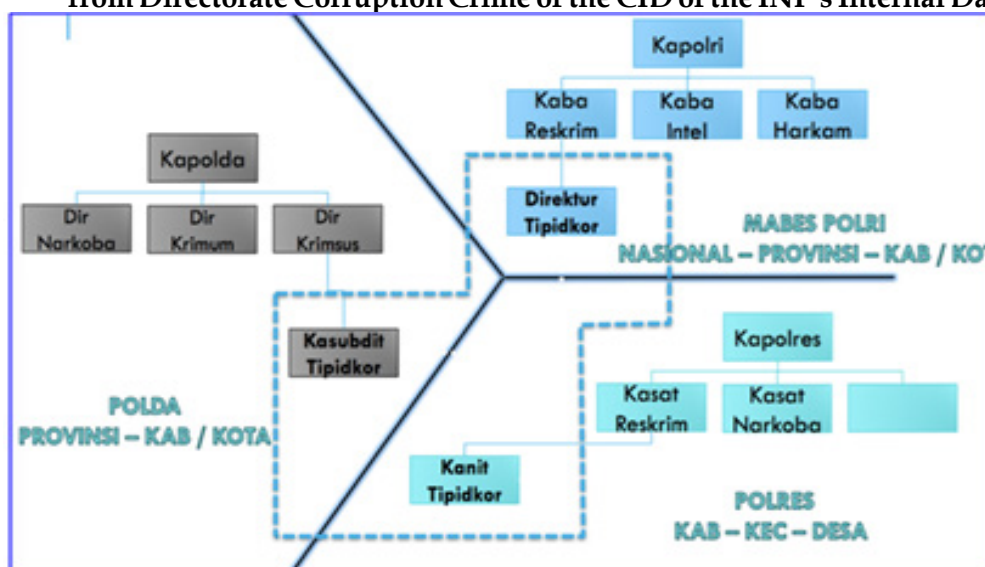 from Directorate Corruption Crime of the CID of the INP's Internal Da
Kapolri
Kaba
Reskrim
Kaba
Intel
Kaba
Harkam
Direktur
Tipidkor
MABES POLRI
NASIONAL – PROVINSI – KAB / KOT
Kapolda
Dir
Narkoba
Dir
Krimum
Dir
Krimsus
Kasubdit
Tipidkor
POLDA
PROVINSI – KAB / KOTA
Kapolres
Kasat
Reskrim
Kasat
Narkoba
Kanit
Tipidkor
POLRES
KAB – KEC – DESA